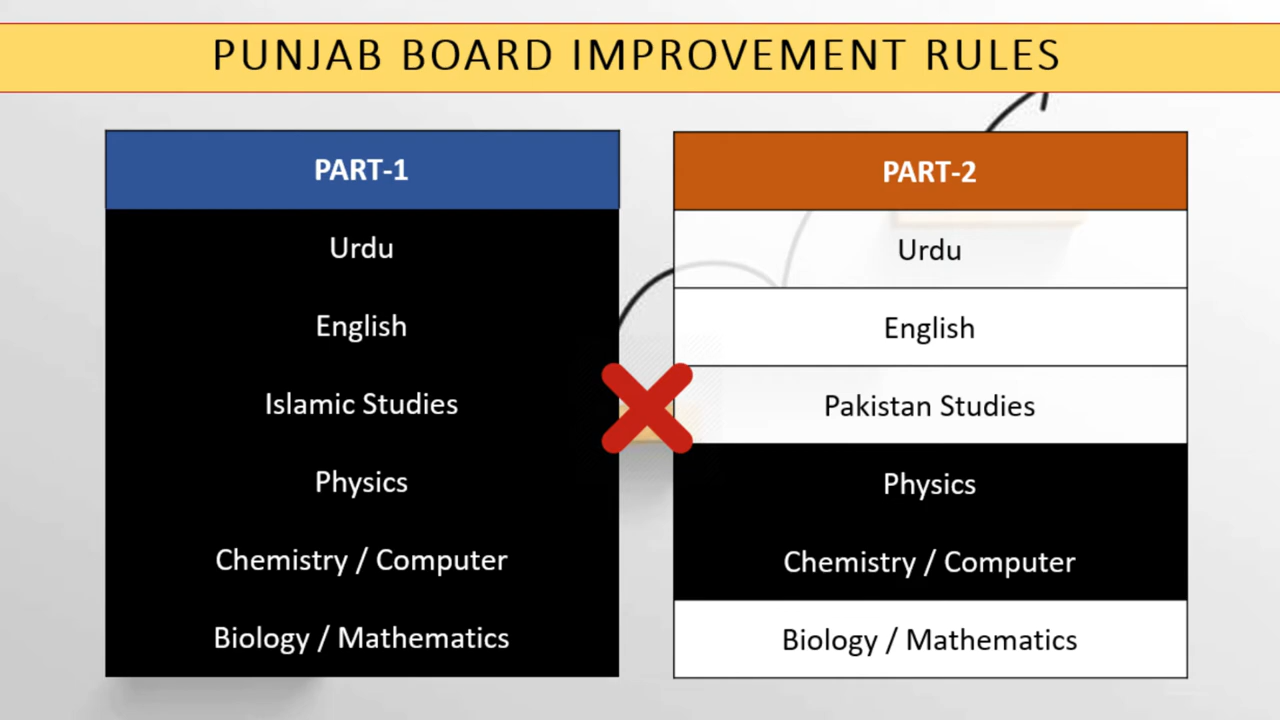 PUNJAB BOARD IMPROVEMENT RULES
PART-1
Urdu
English
Islamic Studies
Physics
Chemistry / Computer
Biology / Mathematics
PART-2
Urdu
English
Pakistan Studies
Physics
Chemistry / Computer
Biology / Mathematics